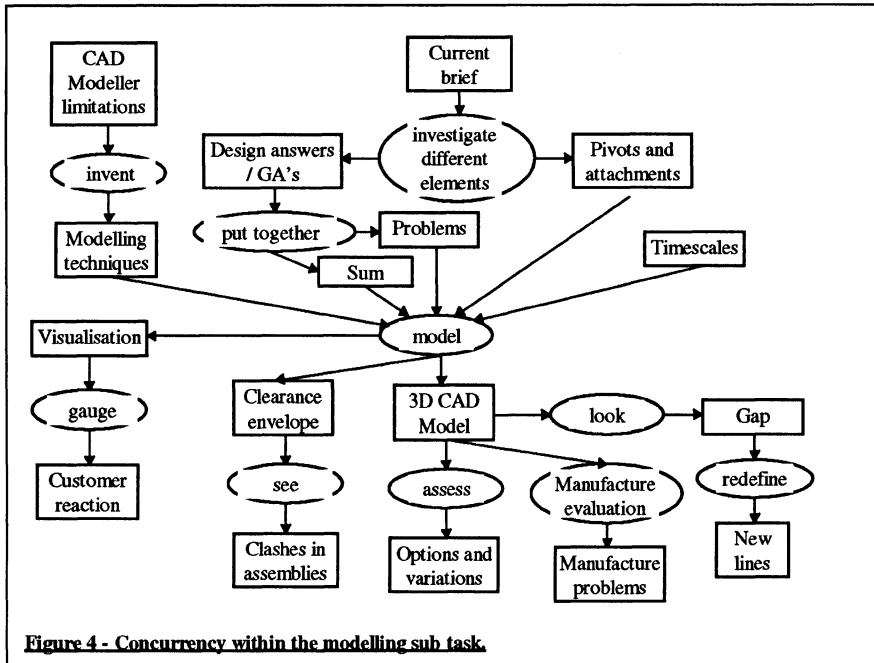 CAD
Modeller
limitations
Current
brief
investigate
different
elements
Design answers
/ GA's
Pivots and
attachments
invent
put together
Problems
Modelling
techniques
Sum
Timescales
model
Visualisation
Clearance
envelope
3D CAD
Model
look
Gap
gauge
see
assess
Manufacture
evaluation
redefine
Customer
reaction
Clashes in
assemblies
Options and
variations
Manufacture
problems
New
lines
Figure 4 - Concurrency within the modelling sub task.